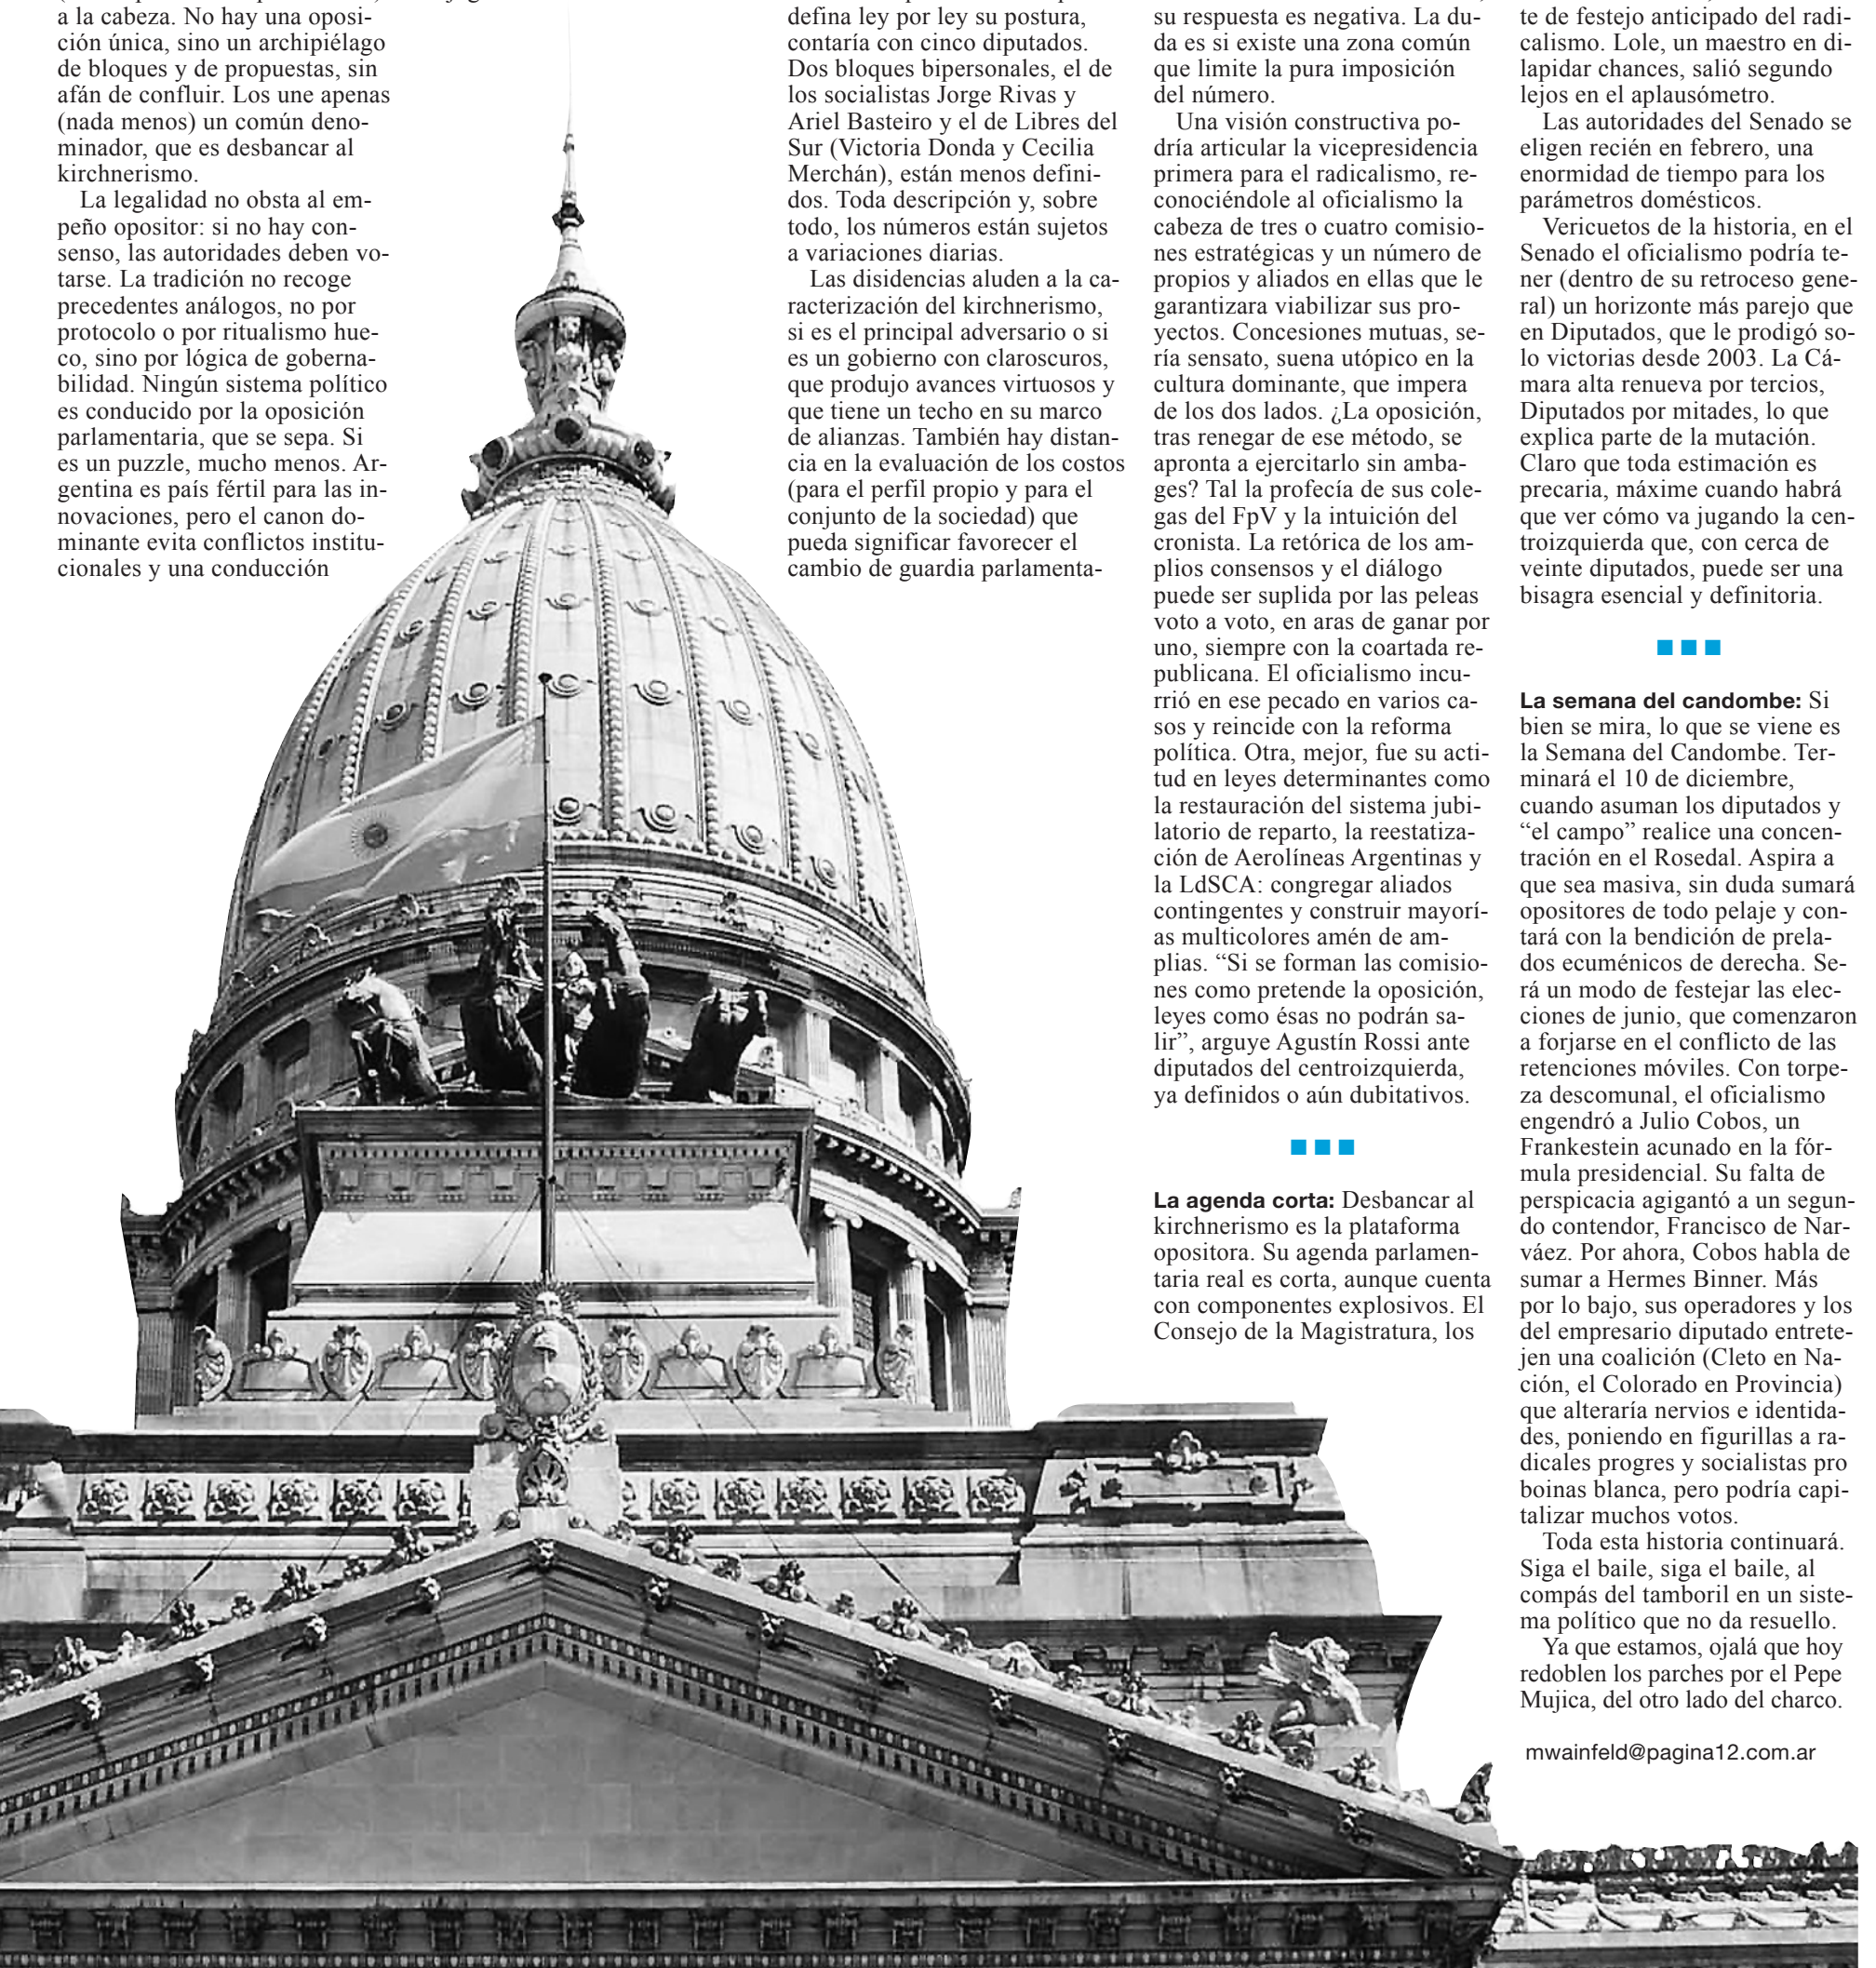 a la cabeza. No hay una oposi-
ción única, sino un archipiélago
de bloques y de propuestas, sin
afán de confluir. Los une apenas
(nada menos) un común deno-
minador, que es desbancar al
kirchnerismo.
La legalidad no obsta al em-
peño opositor: si no hay con-
senso, las autoridades deben vo-
tarse. La tradición no recoge
precedentes análogos, no por
protocolo o por ritualismo hue-
co, sino por lógica de goberna-
bilidad. Ningún sistema político
es conducido por la oposición
parlamentaria, que se sepa. Si
es un puzzle, mucho menos. Ar-
gentina es país fértil para las in-
novaciones, pero el canon do-
minante evita conflictos institu-
cionales y una conducción
defina ley por ley su postura,
contaría con cinco diputados.
Dos bloques bipersonales, el de
los socialistas Jorge Rivas y
Ariel Basteiro y el de Libres del
Sur (Victoria Donda y Cecilia
Merchán), están menos defini-
dos. Toda descripción y, sobre
todo, los números están sujetos
a variaciones diarias.
Las disidencias aluden a la ca-
racterización del kirchnerismo,
si es el principal adversario o si
es un gobierno con claroscuros,
que produjo avances virtuosos y
que tiene un techo en su marco
de alianzas. También hay distan-
cia en la evaluación de los costos
(para el perfil propio y para el
conjunto de la sociedad) que
pueda significar favorecer el
cambio de guardia parlamenta-
su respuesta es negativa. La du-
da es si existe una zona común
que limite la pura imposición
del número.
Una visión constructiva po-
dría articular la vicepresidencia
primera para el radicalismo, re-
conociéndole al oficialismo la
cabeza de tres o cuatro comisio-
nes estratégicas y un número de
propios y aliados en ellas que le
garantizara viabilizar sus pro-
yectos. Concesiones mutuas, se-
ría sensato, suena utópico en la
cultura dominante, que impera
de los dos lados. ¿La oposición,
tras renegar de ese método, se
apronta a ejercitarlo sin amba-
ges? Tal la profecía de sus cole-
gas del FpV y la intuición del
cronista. La retórica de los am-
plios consensos y el diálogo
puede ser suplida por las peleas
voto a voto, en aras de ganar por
uno, siempre con la coartada re-
publicana. El oficialismo incu-
rrió en ese pecado en varios ca-
sos y reincide con la reforma
política. Otra, mejor, fue su acti-
tud en leyes determinantes como
la restauración del sistema jubi-
latorio de reparto, la reestatiza-
ción de Aerolíneas Argentinas y
la LdSCA: congregar aliados
contingentes y construir mayorí-
as multicolores amén de am-
plias. “Si se forman las comisio-
nes como pretende la oposición,
leyes como ésas no podrán sa-
lir”, arguye Agustín Rossi ante
diputados del centroizquierda,
ya definidos o aún dubitativos.
La agenda corta: Desbancar al
kirchnerismo es la plataforma
opositora. Su agenda parlamen-
taria real es corta, aunque cuenta
con componentes explosivos. El
Consejo de la Magistratura, los
te de festejo anticipado del radi-
calismo. Lole, un maestro en di-
lapidar chances, salió segundo
lejos en el aplausómetro.
Las autoridades del Senado se
eligen recién en febrero, una
enormidad de tiempo para los
parámetros domésticos.
Vericuetos de la historia, en el
Senado el oficialismo podría te-
ner (dentro de su retroceso gene-
ral) un horizonte más parejo que
en Diputados, que le prodigó so-
lo victorias desde 2003. La Cá-
mara alta renueva por tercios,
Diputados por mitades, lo que
explica parte de la mutación.
Claro que toda estimación es
precaria, máxime cuando habrá
que ver cómo va jugando la cen-
troizquierda que, con cerca de
veinte diputados, puede ser una
bisagra esencial y definitoria.
La semana del candombe: Si
bien se mira, lo que se viene es
la Semana del Candombe. Ter-
minará el 10 de diciembre,
cuando asuman los diputados y
“el campo” realice una concen-
tración en el Rosedal. Aspira a
que sea masiva, sin duda sumará
opositores de todo pelaje y con-
tará con la bendición de prela-
dos ecuménicos de derecha. Se-
rá un modo de festejar las elec-
ciones de junio, que comenzaron
a forjarse en el conflicto de las
retenciones móviles. Con torpe-
za descomunal, el oficialismo
engendró a Julio Cobos, un
Frankestein acunado en la fór-
mula presidencial. Su falta de
perspicacia agigantó a un segun-
do contendor, Francisco de Nar-
váez. Por ahora, Cobos habla de
sumar a Hermes Binner. Más
por lo bajo, sus operadores y los
del empresario diputado entrete-
jen una coalición (Cleto en Na-
ción, el Colorado en Provincia)
que alteraría nervios e identida-
des, poniendo en figurillas a ra-
dicales progres y socialistas pro
boinas blanca, pero podría capi-
talizar muchos votos.
Toda esta historia continuará.
Siga el baile, siga el baile, al
compás del tamboril en un siste-
ma político que no da resuello.
Ya que estamos, ojalá que hoy
redoblen los parches por el Pepe
Mujica, del otro lado del charco.
mwainfeld@pagina12.com.ar